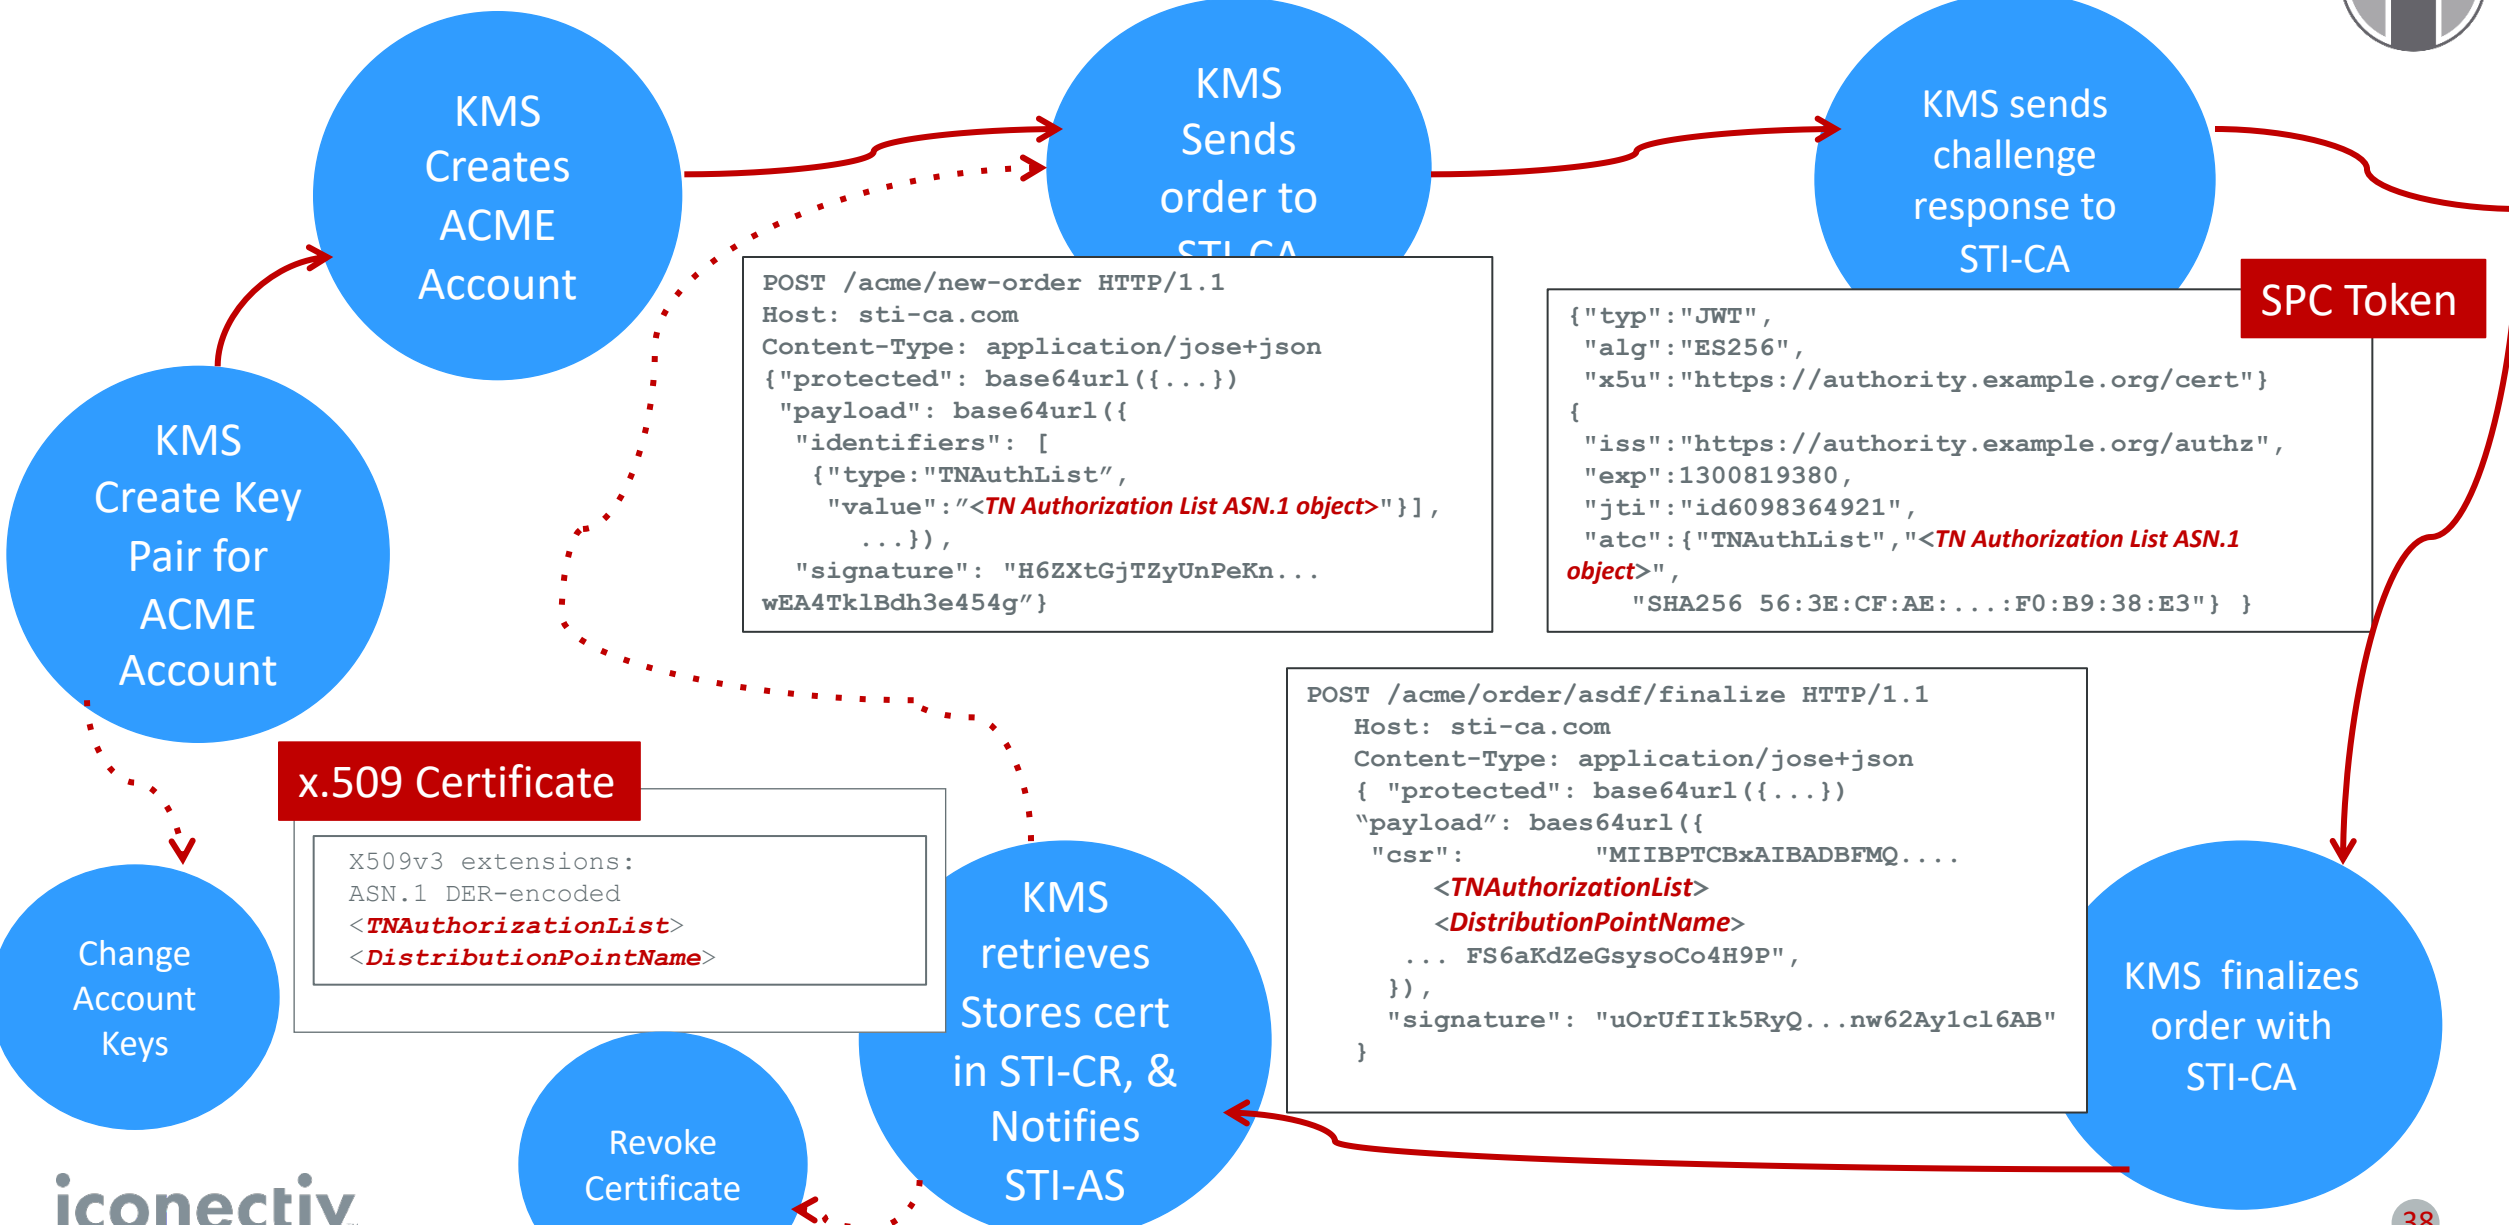 KMS
Creates
ACME
Account
KMS
Sends
order to
STI-CA
KMS sends
challenge
response to
STI-CA
SPC Token
POST /acme/new-order HTTP/1.1
Host: sti-ca.com
Content-Type: application/jose+json
{"protected": base64url({...})
"payload": base64url({
"identifiers": [
{"type:"TNAuthList”,
"value":”<TN Authorization List ASN.1 object>"}],
...}),
"signature": "H6ZXtGjTZyUnPeKn...
wEA4TklBdh3e454g”}
{"typ":"JWT",
"alg":"ES256",
"x5u":"https://authority.example.org/cert"}
{
"iss":"https://authority.example.org/authz",
"exp":1300819380,
"jti":"id6098364921",
"atc":{"TNAuthList","<TN Authorization List ASN.1
object>",
"SHA256 56:3E:CF:AE:...:F0:B9:38:E3"} }
KMS
Create Key
Pair for
ACME
Account
POST /acme/order/asdf/finalize HTTP/1.1
Host: sti-ca.com
Content-Type: application/jose+json
{ "protected": base64url({...})
“payload”: baes64url({
"csr": "MIIBPTCBxAIBADBFMQ....
<TNAuthorizationList>
<DistributionPointName>
... FS6aKdZeGsysoCo4H9P",
}),
"signature": "uOrUfIIk5RyQ...nw62Ay1cl6AB"
}
x.509 Certificate
X509v3 extensions:
ASN.1 DER-encoded
<TNAuthorizationList>
<DistributionPointName>
Change
Account
Keys
KMS
retrieves
Stores cert
in STI-CR, &
Notifies
STI-AS
KMS  finalizes
order with
STI-CA
Revoke
Certificate
iconectiv
38